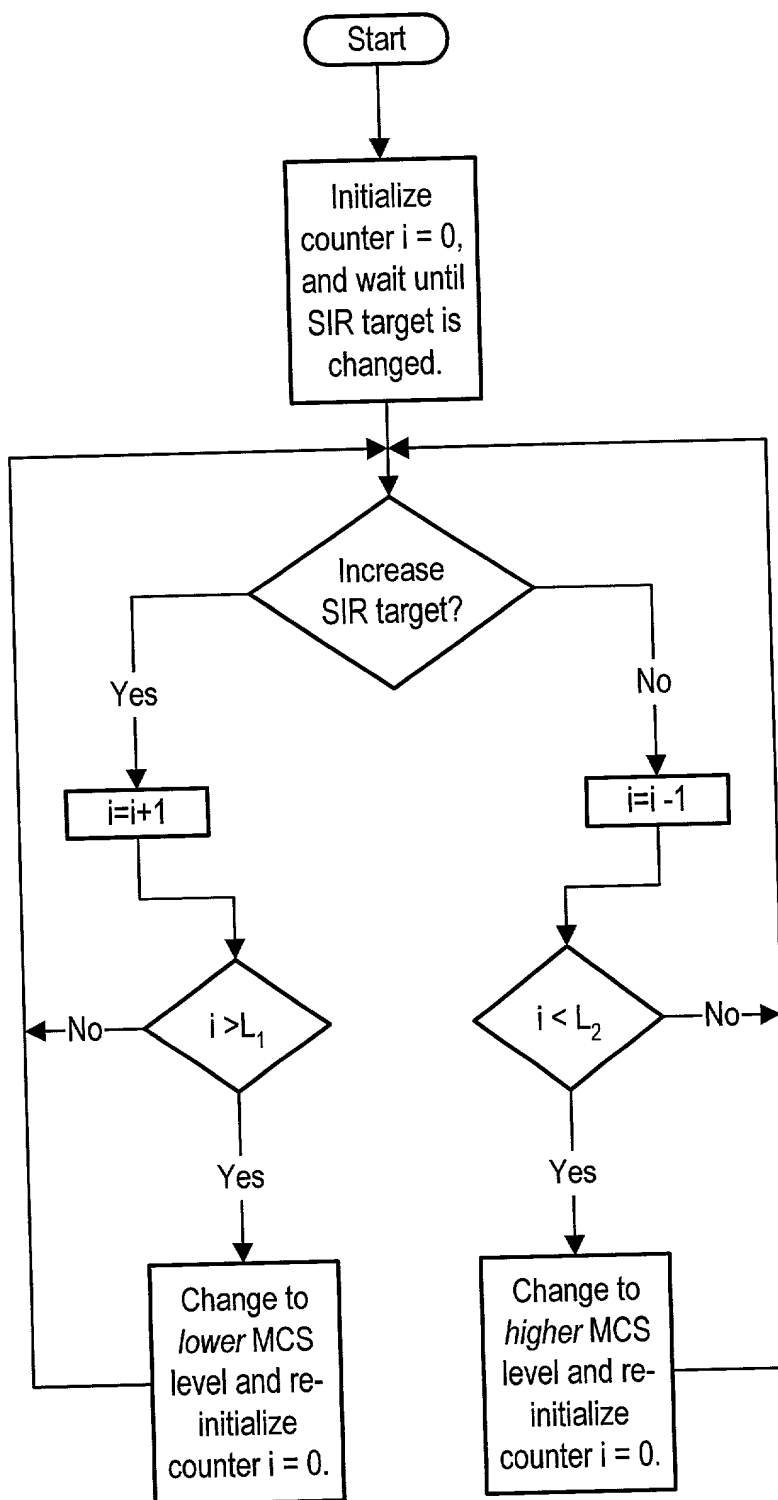 Start
Initialize
counter i = 0,
and wait until
SIR target is
changed.
Increase
SIR target?
Yes
No
i=i+1
i=i -1
No
i >L₁
i < L₂
No
Yes
Yes
Change to
lower MCS
level and re-
initialize
counter i = 0.
Change to
higher MCS
level and re-
initialize
counter i = 0.